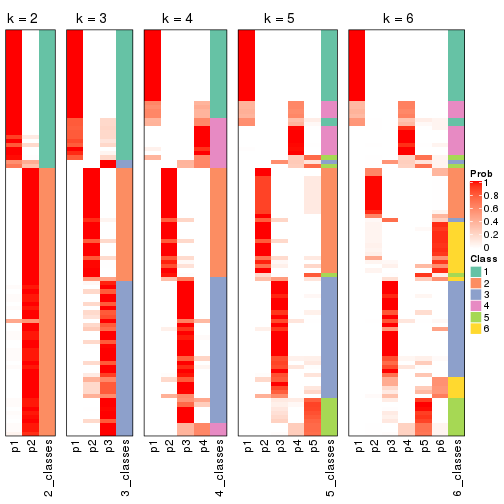 k = 2
k = 3
k = 4
k = 5
k = 6
p1
p2
2_classes
p1
p2
p3
3_classes
p1
p2
p3
p4
4_classes
p1
p2
p3
p4
p5
5_classes
p1
p2
p3
p4
p5
p6
6_classes
Prob
1
0.8
0.6
0.4
0.2
0
Class
1
2
3
4
5
6